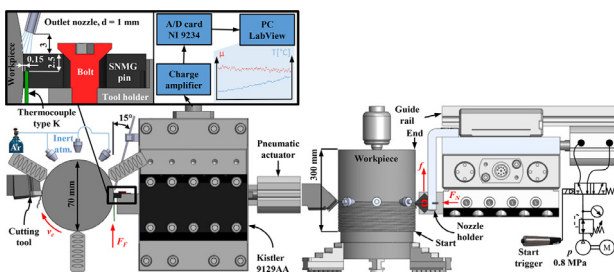 Outlet nozzle, d = 1 mm
Workpiece
3
0.15
2.5
Bolt
SNMG
pin
Tool holder
Thermocouple
type K
A/D card
NI 9234
PC
LabView
Charge
amplifier
μ
T[°C]
Ar
Inert
atm.
15°
70 mm
Cutting
tool
vc
FF
Pneumatic
actuator
Kistler
9129AA
300 mm
Workpiece
Guide
rail
End
f
FN
Nozzle
holder
Start
Start
trigger
p
0.8 MPa
M